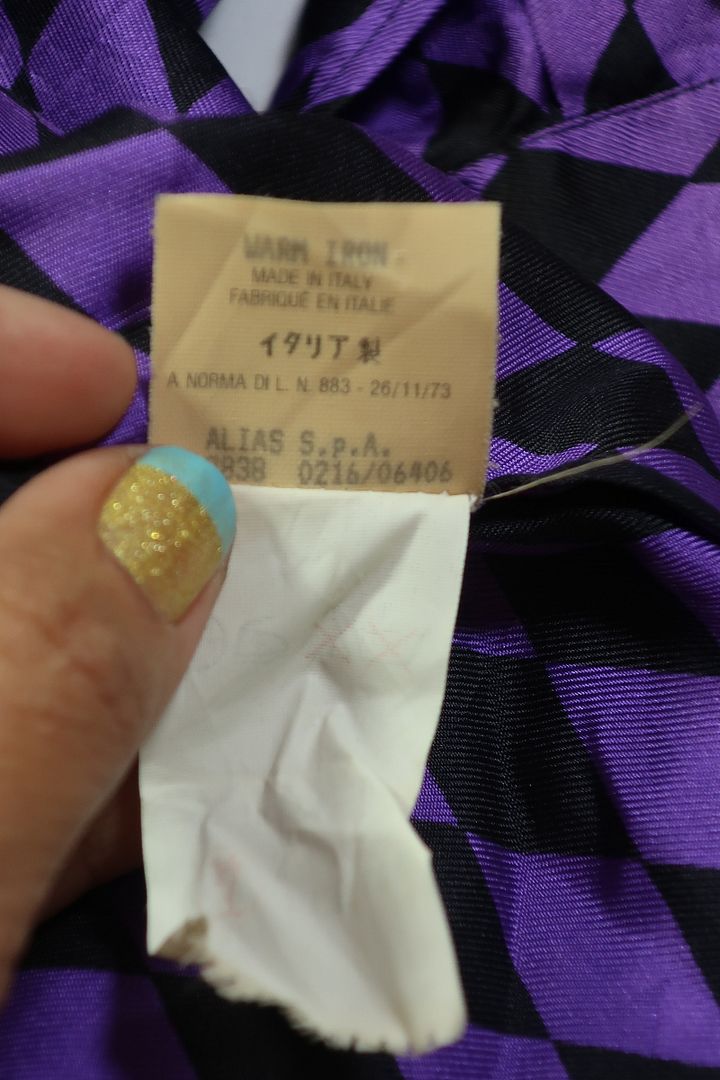 WARM IRON
MADE IN ITALY
FABRIQUÉ EN ITALIE
イタリア製
A NORMA DI L. N. 883 - 26/11/73
ALIAS S.p.A.
0216/06406